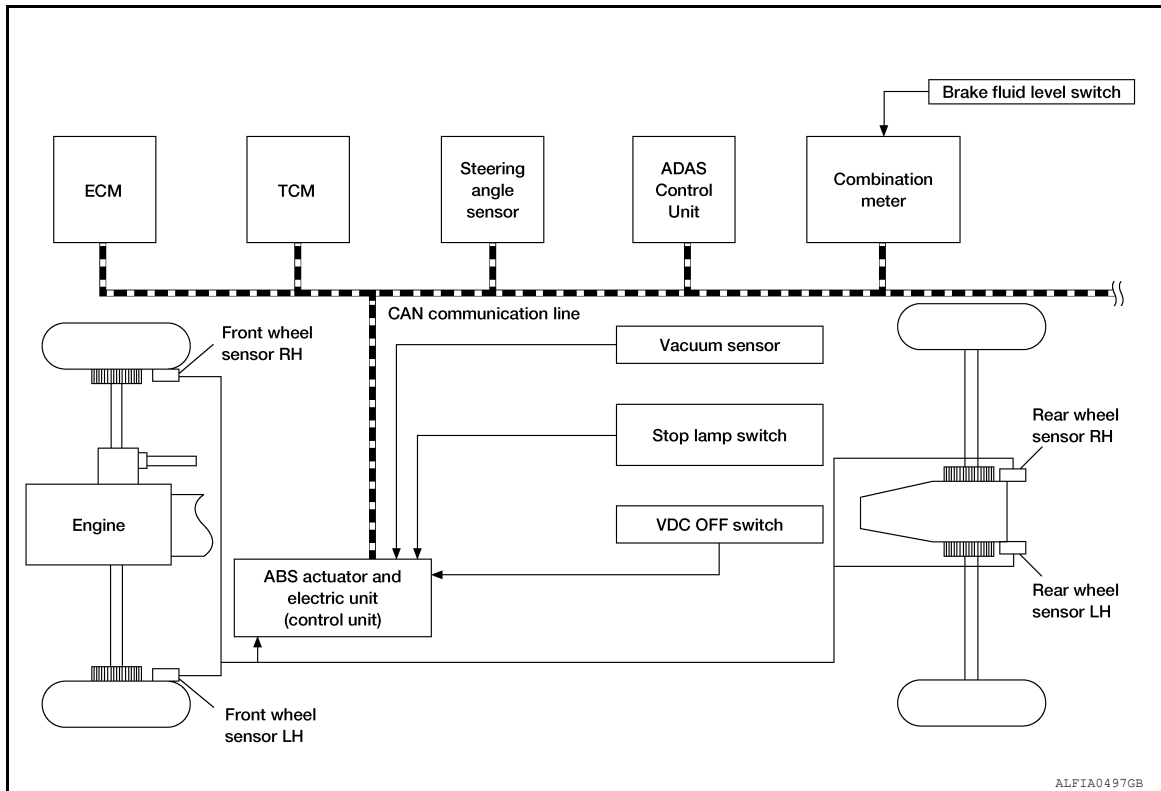 Brake fluid level switch
ECM
TCM
Steering
angle
sensor
ADAS
Control
Unit
Combination
meter
CAN communication line
Front wheel
sensor RH
Vacuum sensor
Stop lamp switch
Rear wheel
sensor RH
Engine
VDC OFF switch
ABS actuator and
electric unit
(control unit)
Rear wheel
sensor LH
Front wheel
sensor LH
ALFIA0497GB